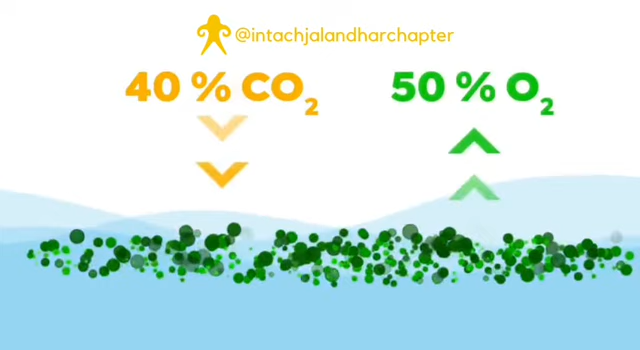 @intachjalandharchapter
40 % CO₂
50 % O₂